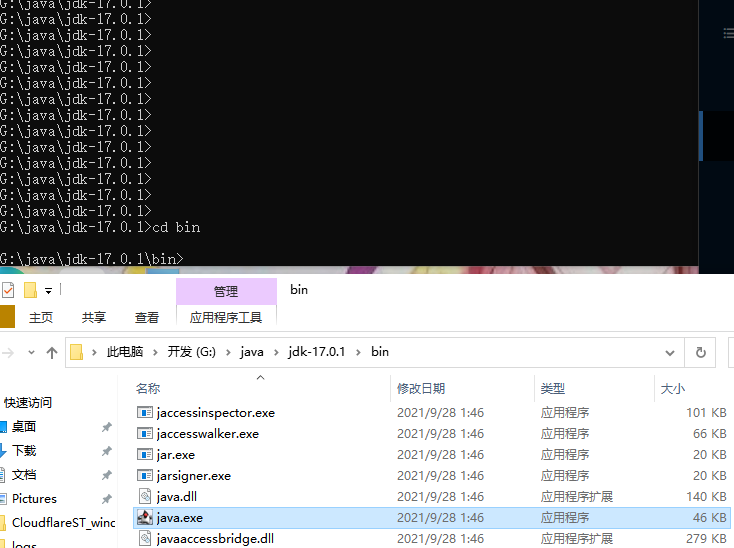 G:\java\jdk-17.0.1>
G:\java\jdk-17.0.1>
G:\java\jdk-17.0.1>
G:\java\jdk-17.0.1>
G:\java\jdk-17.0.1>
G:\java\jdk-17.0.1>
G:\java\jdk-17.0.1>
G:\java\jdk-17.0.1>
G:\java\jdk-17.0.1>
G:\java\jdk-17.0.1>
G:\java\jdk-17.0.1>
G:\java\jdk-17.0.1>
G:\java\jdk-17.0.1>
G:\java\jdk-17.0.1>
G:\java\jdk-17.0.1>cd bin
G:\java\jdk-17.0.1\bin>
管理 bin
主页 共享 查看 应用程序工具
此电脑 > 开发 (G:) > java > jdk-17.0.1 > bin
名称 修改日期 类型 大小
快速访问
桌面
下载
文档
Pictures
CloudflareST_winc
logs
jaccessinspector.exe 2021/9/28 1:46 应用程序 101 KB
jaccesswalker.exe 2021/9/28 1:46 应用程序 66 KB
jar.exe 2021/9/28 1:46 应用程序 20 KB
jarsigner.exe 2021/9/28 1:46 应用程序 20 KB
java.dll 2021/9/28 1:46 应用程序扩展 140 KB
java.exe 2021/9/28 1:46 应用程序 46 KB
javaaccessbridge.dll 2021/9/28 1:46 应用程序扩展 279 KB